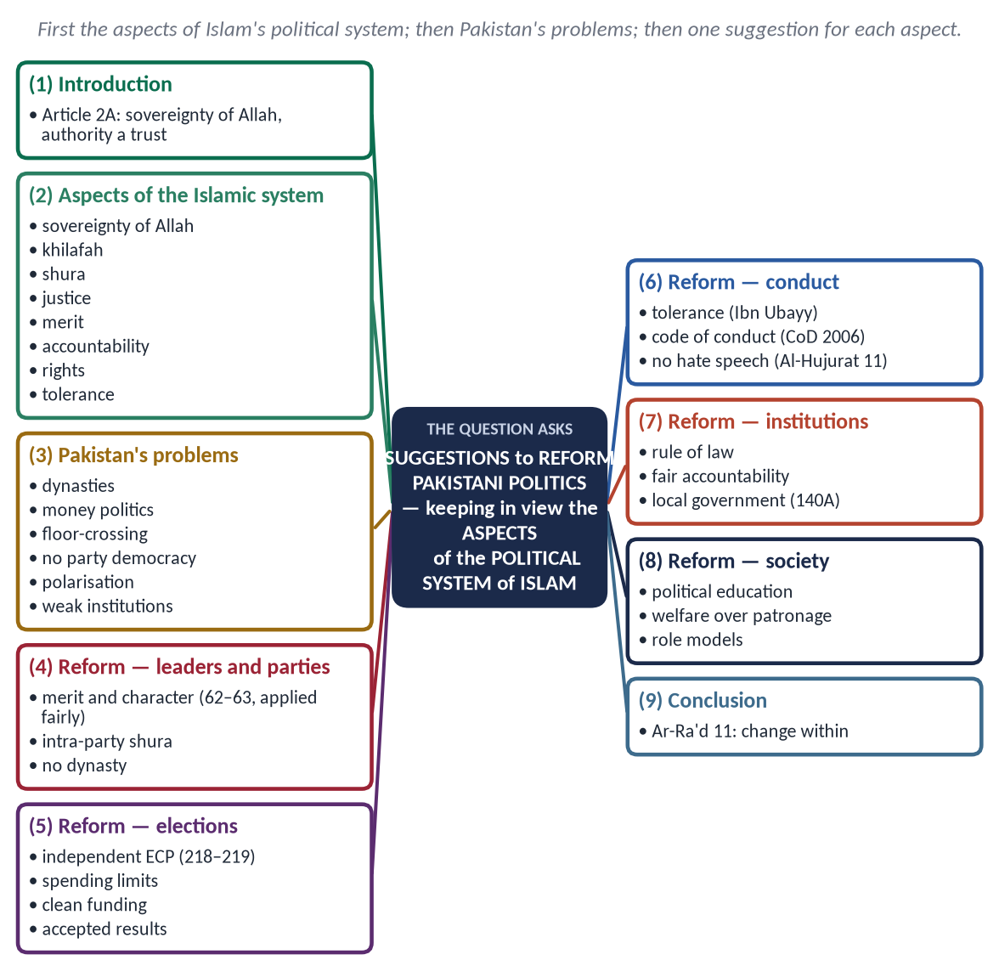 First the aspects of Islam's political system; then Pakistan's problems; then one suggestion for each aspect.
(1) Introduction
• Article 2A: sovereignty of Allah,
authority a trust
(2) Aspects of the Islamic system
• sovereignty of Allah
• khilafah
• shura
• justice
• merit
• accountability
• rights
• tolerance
(3) Pakistan's problems
• dynasties
• money politics
• floor-crossing
• no party democracy
• polarisation
• weak institutions
(4) Reform — leaders and parties
• merit and character (62–63, applied
fairly)
• intra-party shura
• no dynasty
(5) Reform — elections
• independent ECP (218–219)
• spending limits
• clean funding
• accepted results
THE QUESTION ASKS
SUGGESTIONS to REFORM
PAKISTANI POLITICS
— keeping in view the
ASPECTS
of the POLITICAL
SYSTEM of ISLAM
(6) Reform — conduct
• tolerance (Ibn Ubayy)
• code of conduct (CoD 2006)
• no hate speech (Al-Hujurat 11)
(7) Reform — institutions
• rule of law
• fair accountability
• local government (140A)
(8) Reform — society
• political education
• welfare over patronage
• role models
(9) Conclusion
• Ar-Ra'd 11: change within